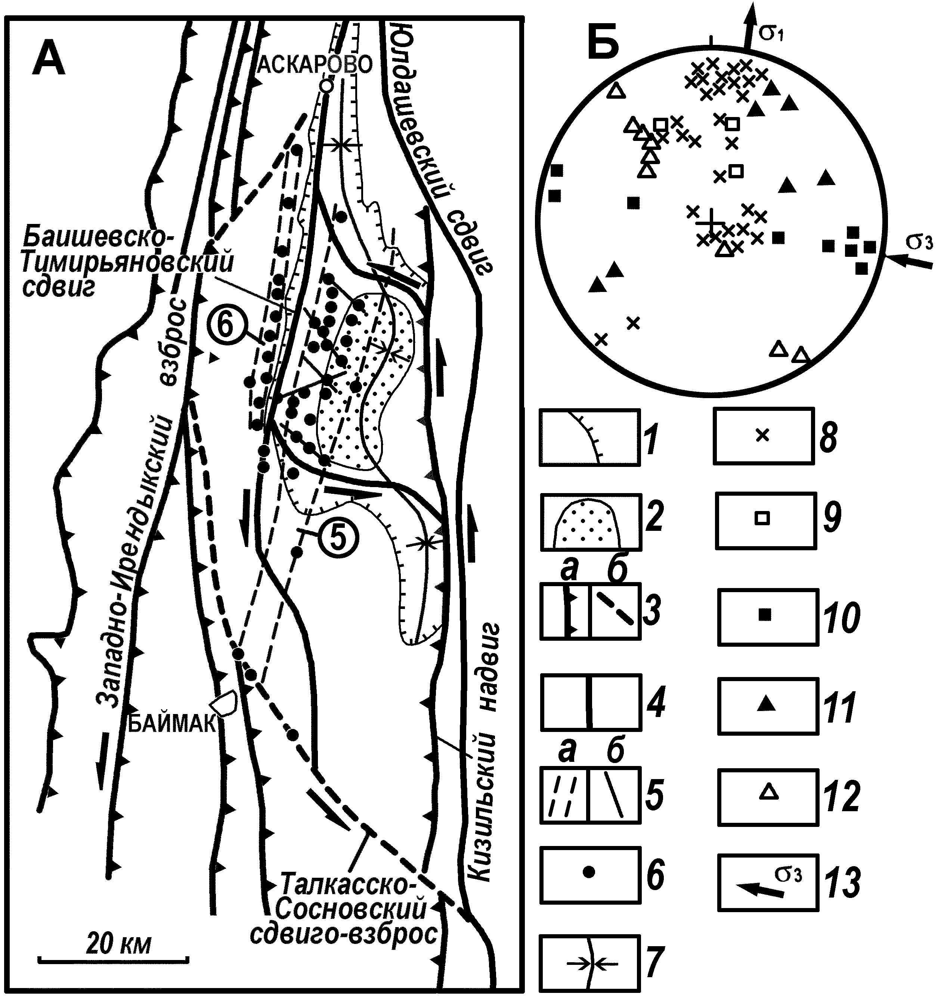 А
АСКАРОВО
Юлдашевский сдвиг
Баишевско-
Тимирьяновский
сдвиг
6
Западно-Ирендыкский взброс
5
БАЙМАК
Кизильский надвиг
Талкасско-
Сосновский
сдвиго-взброс
20 км
Б
σ1
σ3
1
8
2
9
а б
3
10
4
11
а б
5
12
6
σ3
13
7